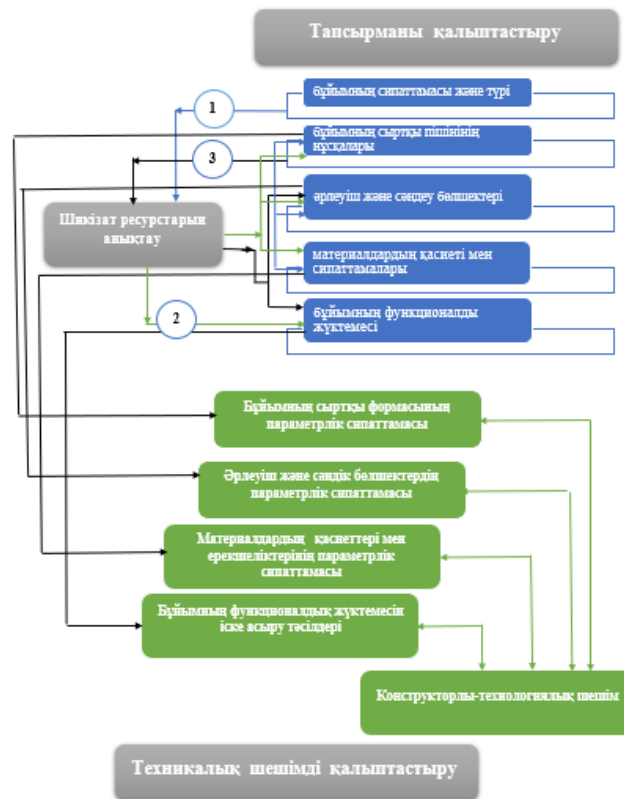 Тапсырманы қалыптастыру
бұйымның сипаттамасы және түрі
1
бұйымның сыртқы пішінінің
нұсқалары
3
әрлеуіш және сәндеу бөлшектері
Шикізат ресурстарын
анықтау
материалдардың қасиеті мен
сипаттамалары
бұйымның функционалды
жүктемесі
2
Бұйымның сыртқы формасының
параметрлік сипаттамасы
Әрлеуіш және сәндік бөлшектердің
параметрлік сипаттамасы
Материалдардың қасиеттері мен
ерекшеліктерінің параметрлік
сипаттамасы
Бұйымның функционалдық жүктемесін
іске асыру тәсілдері
Конструкторлы-технологиялық шешім
Техникалық шешімді қалыптастыру